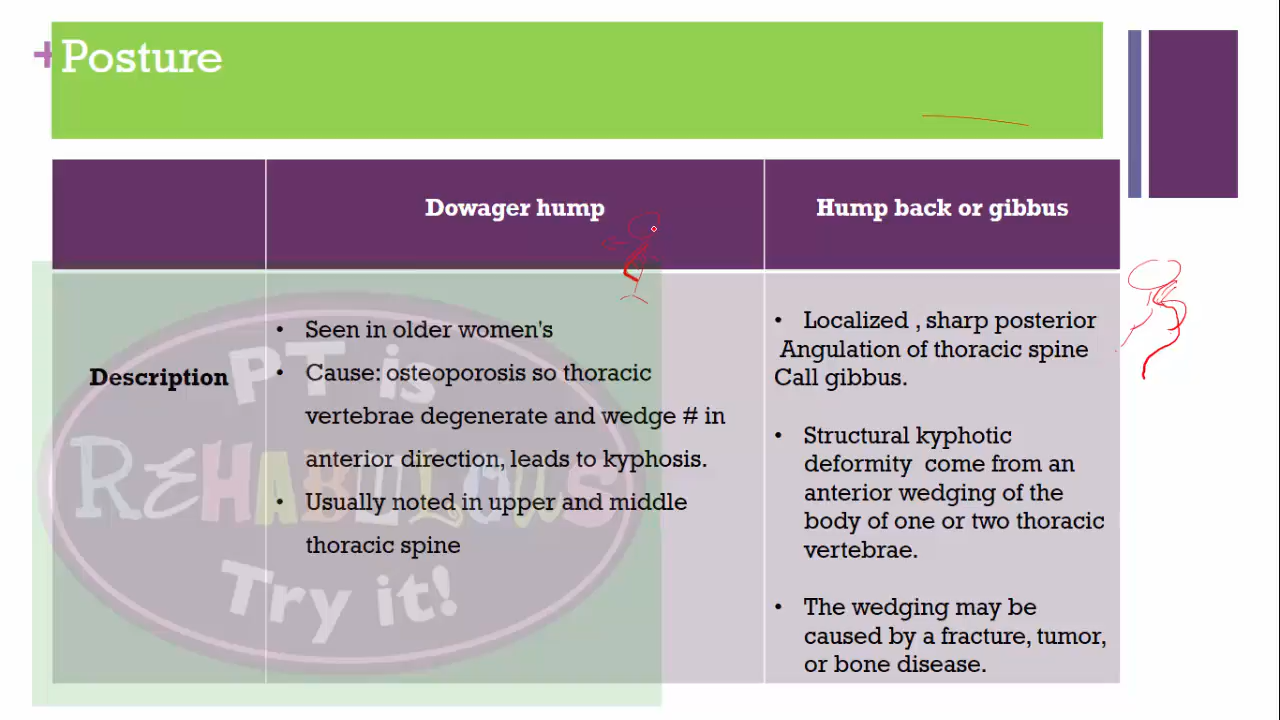 + Posture
Dowager hump
Hump back or gibbus
Description
• Seen in older women's
• Cause: osteoporosis so thoracic
vertebrae degenerate and wedge # in
anterior direction, leads to kyphosis.
• Usually noted in upper and middle
thoracic spine
• Localized , sharp posterior
Angulation of thoracic spine
Call gibbus.
• Structural kyphotic
deformity come from an
anterior wedging of the
body of one or two thoracic
vertebrae.
• The wedging may be
caused by a fracture, tumor,
or bone disease.
PT is
REHABULOUS
Try it!